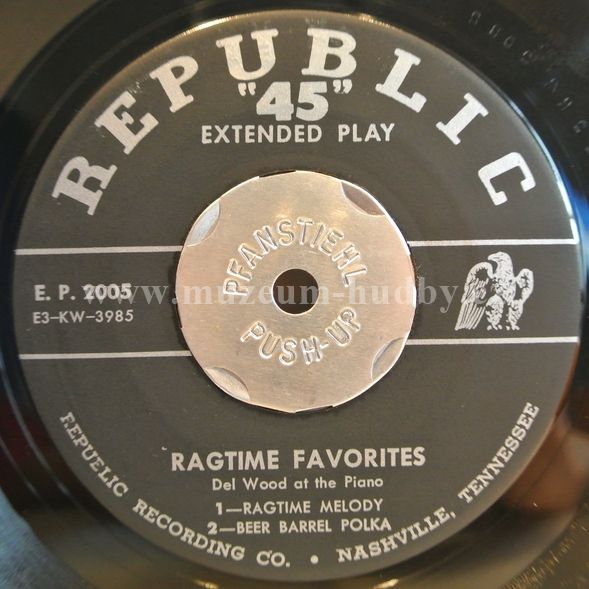 REPUBLIC
"45"
EXTENDED PLAY
PFANSTIEHL
PUSH-UP
E. P. 2005
E3-KW-3985
www.muzeum-hudby.
RAGTIME FAVORITES
Del Wood at the Piano
1—RAGTIME MELODY
2—BEER BARREL POLKA
REPUBLIC RECORDING CO. • NASHVILLE, TENNESSEE